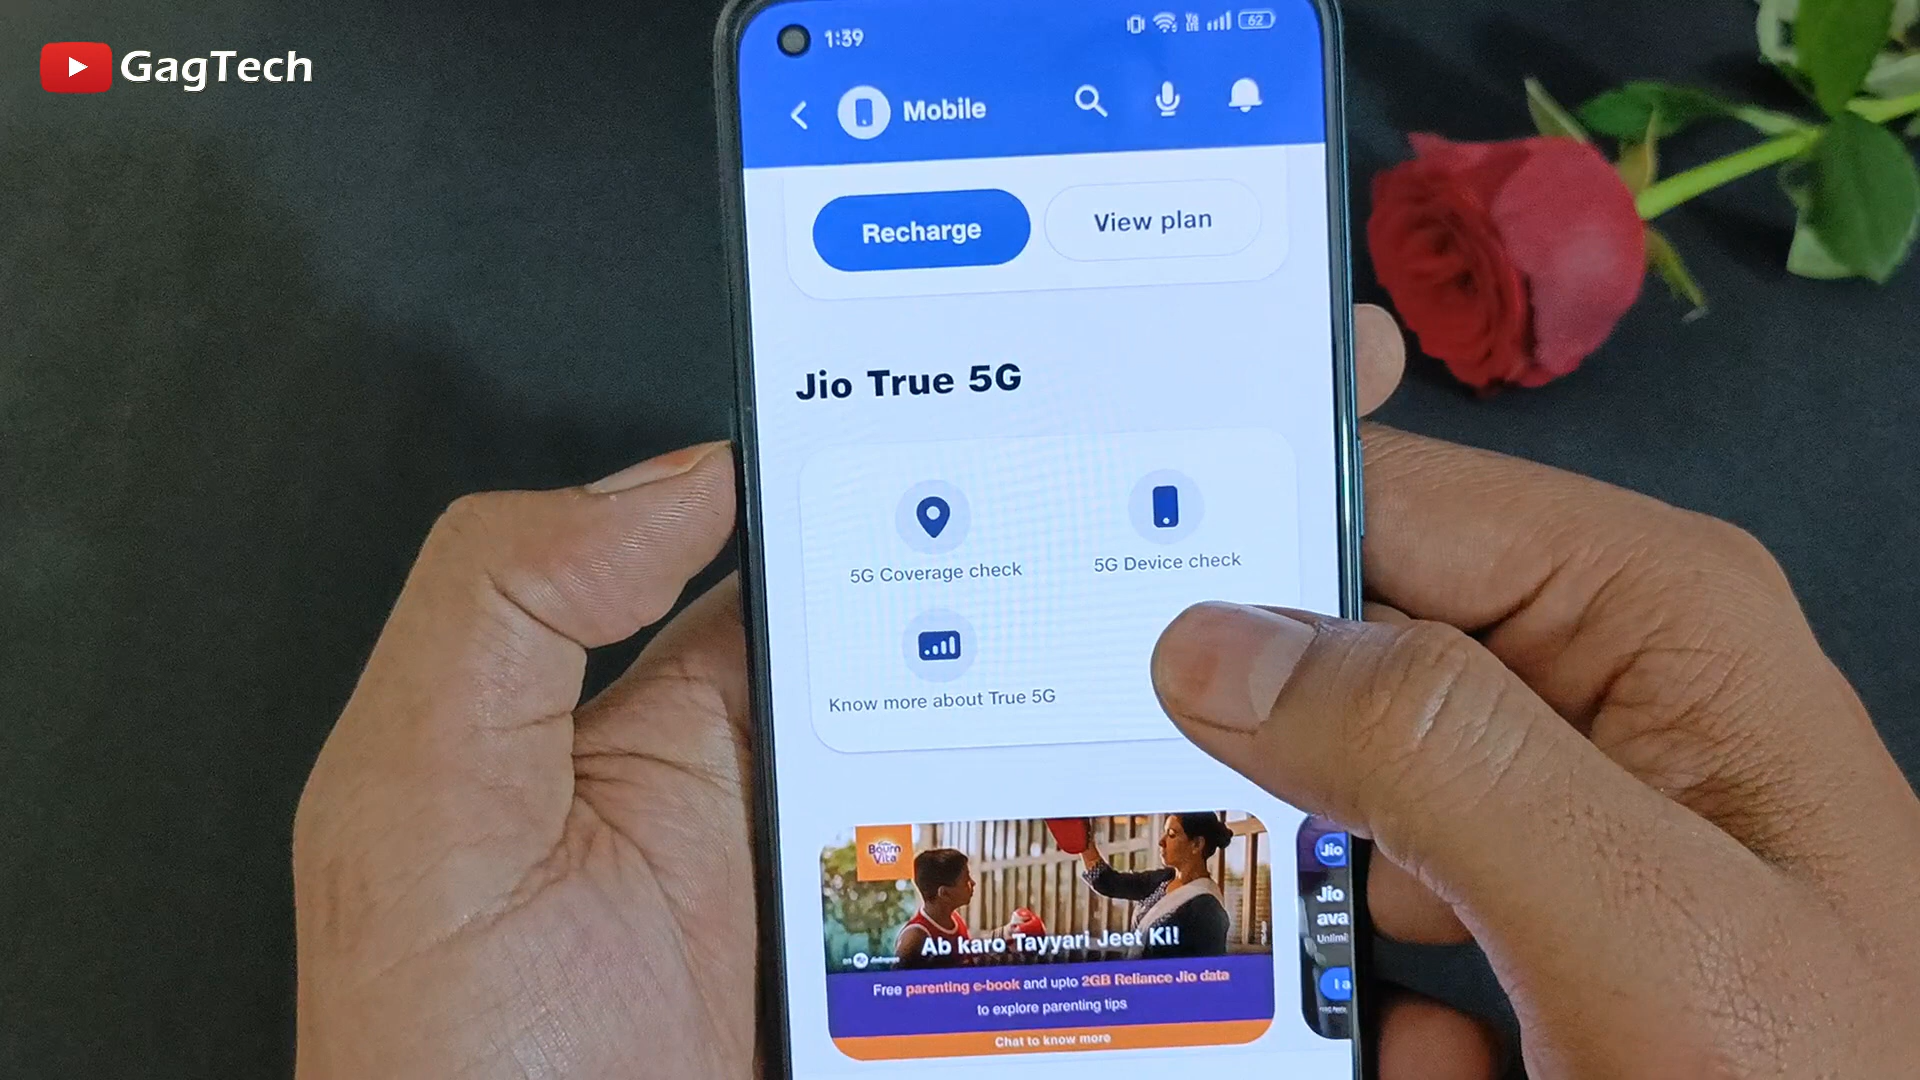 GagTech
1:39
62
Mobile
Recharge
View plan
Jio True 5G
5G Coverage check
5G Device check
Know more about True 5G
Bourn
Vita
Ab karo Tayyari Jeet Ki!
Free parenting e-book and upto 2GB Reliance Jio data
to explore parenting tips
Chat to know more
Jio
Jio
ava
Unlimi
I a